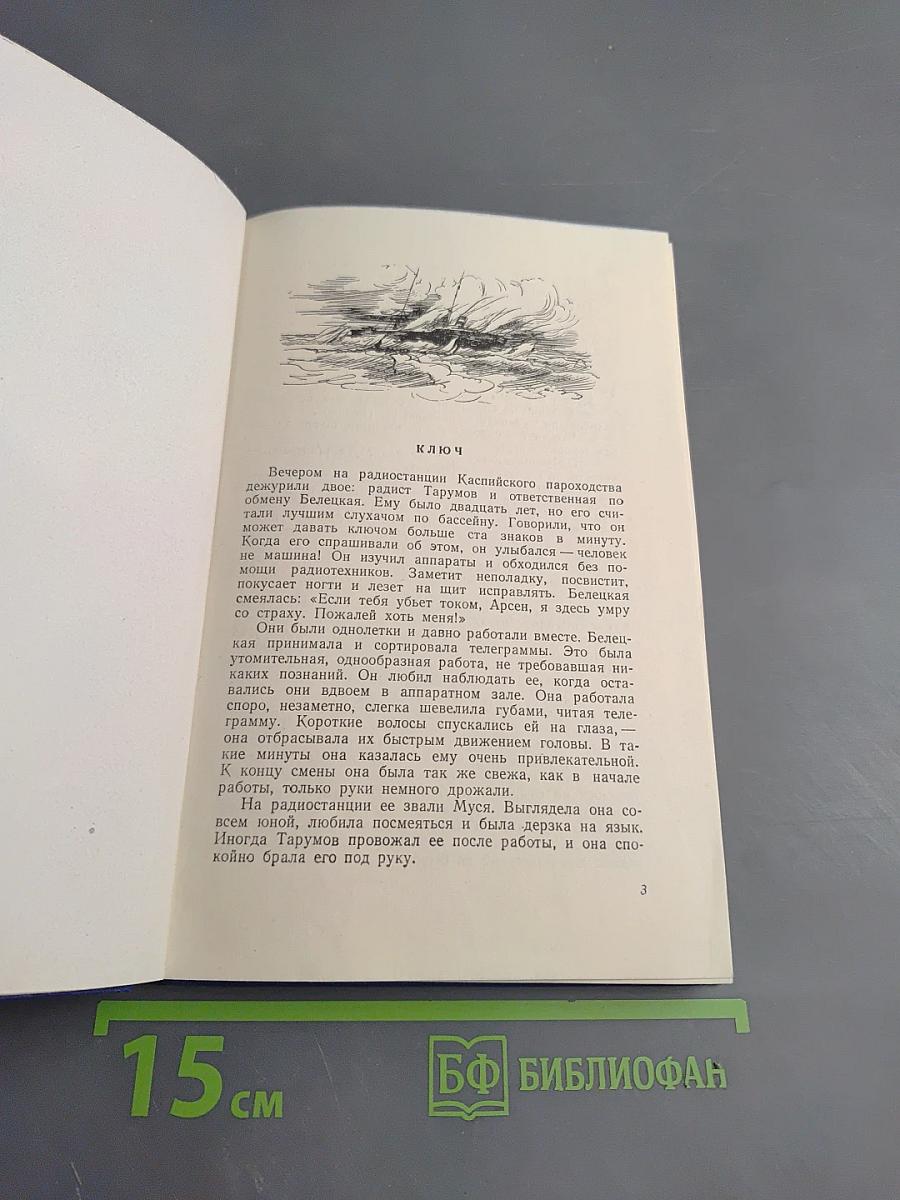 КЛЮЧ
Вечером на радиостанции Каспийского пароходства
дежурили двое: радист Тарумов и ответственная по
обмену Белецкая. Ему было двадцать лет, но его счи-
тали лучшим слухачом по бассейну. Говорили, что он
может давать ключом больше ста знаков в минуту.
Когда его спрашивали об этом, он улыбался — человек
не машина! Он изучил аппараты и обходился без по-
мощи радиотехников. Заметит неполадку, посвистит,
покусает ногти и лезет на щит исправлять. Белецкая
смеялась: «Если тебя убьет током, Арсен, я здесь умру
со страху. Пожалей хоть меня!»
Они были однолетки и давно работали вместе. Белец-
кая принимала и сортировала телеграммы. Это была
утомительная, однообразная работа, не требовавшая ни-
каких познаний. Он любил наблюдать ее, когда оста-
вались они вдвоем в аппаратном зале. Она работала
споро, незаметно, слегка шевелила губами, читая теле-
грамму. Короткие волосы спускались ей на глаза, —
она отбрасывала их быстрым движением головы. В та-
кие минуты она казалась ему очень привлекательной.
К концу смены она была так же свежа, как в начале
работы, только руки немного дрожали.
На радиостанции ее звали Муся. Выглядела она со-
всем юной, любила посмеяться и была дерзка на язык.
Иногда Тарумов провожал ее после работы, и она спо-
койно брала его под руку.
3
15 см
БФ БИБЛИОФАН